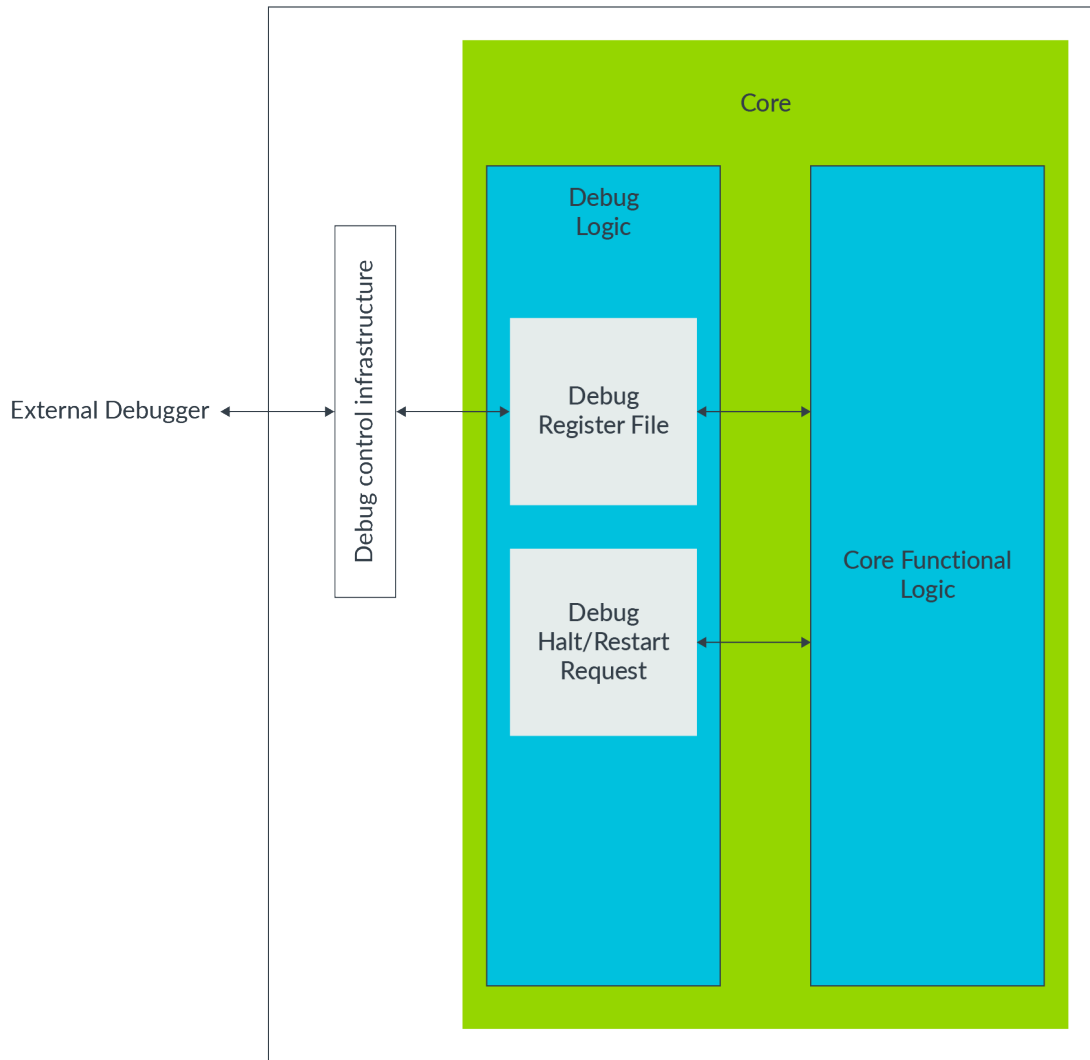 Core
Debug
Logic
Debug control infrastructure
External Debugger
Debug
Register File
Debug
Halt/Restart
Request
Core Functional
Logic